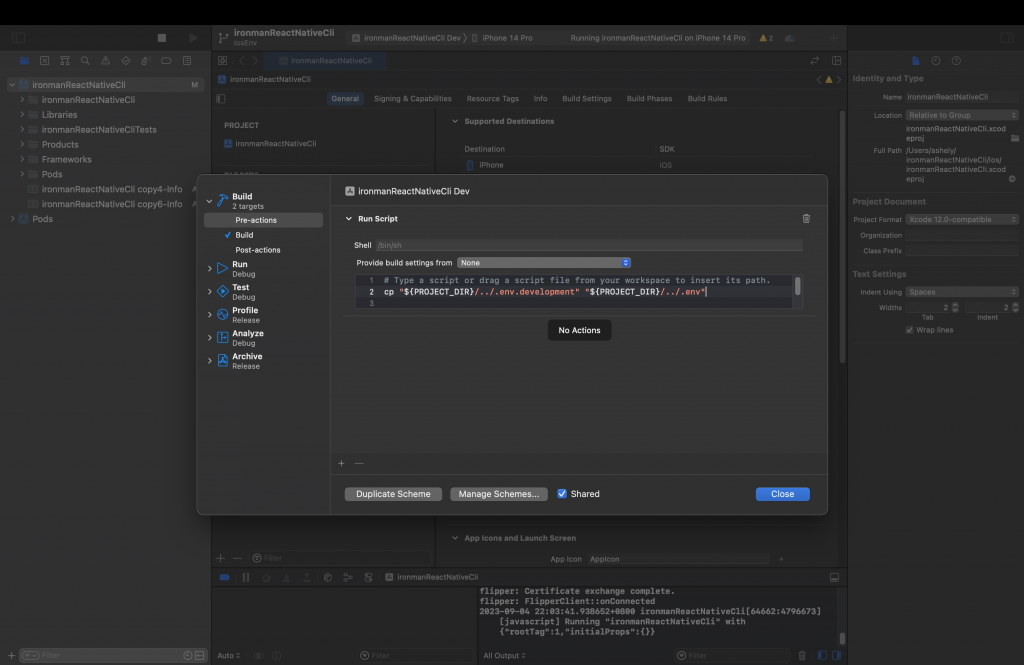 ironmanReactNativeCli
iosEnv
ironmanReactNativeCli Dev
iPhone 14 Pro
Running ironmanReactNativeCli on iPhone 14 Pro
2
ironmanReactNativeCli
ironmanReactNativeCli M
ironmanReactNativeCli
Libraries
ironmanReactNativeCliTests
Products
Frameworks
Pods
ironmanReactNativeCli copy4-Info
ironmanReactNativeCli copy6-Info
Pods
ironmanReactNativeCli
General
Signing & Capabilities
Resource Tags
Info
Build Settings
Build Phases
Build Rules
PROJECT
ironmanReactNativeCli
Supported Destinations
Destination
SDK
iPhone
iOS
Identity and Type
Name ironmanReactNativeCli
Location Relative to Group
ironmanReactNativeCli.xcod
eproj
Full Path /Users/ashely/
ironmanReactNativeCli/ios/
ironmanReactNativeCli.xcod
eproj
Project Document
Project Format Xcode 12.0-compatible
Organization
Class Prefix
Text Settings
Indent Using Spaces
Widths 2 2
Tab Indent
Wrap lines
Build
2 targets
Pre-actions
Build
Post-actions
Run
Debug
Test
Debug
Profile
Release
Analyze
Debug
Archive
Release
ironmanReactNativeCli Dev
Run Script
Shell /bin/sh
Provide build settings from None
1 # Type a script or drag a script file from your workspace to insert its path.
2 cp "${PROJECT_DIR}/../.env.development" "${PROJECT_DIR}/../.env"
3
No Actions
Duplicate Scheme
Manage Schemes...
Shared
Close
App Icons and Launch Screen
App Icon AppIcon
Filter
ironmanReactNativeCli
flipper: Certificate exchange complete.
flipper: FlipperClient::onConnected
2023-09-04 22:03:41.938652+0800 ironmanReactNativeCli[64662:4796673]
[javascript] Running "ironmanReactNativeCli" with
{"rootTag":1,"initialProps":{}}
Filter
Auto
Filter
All Output
Filter